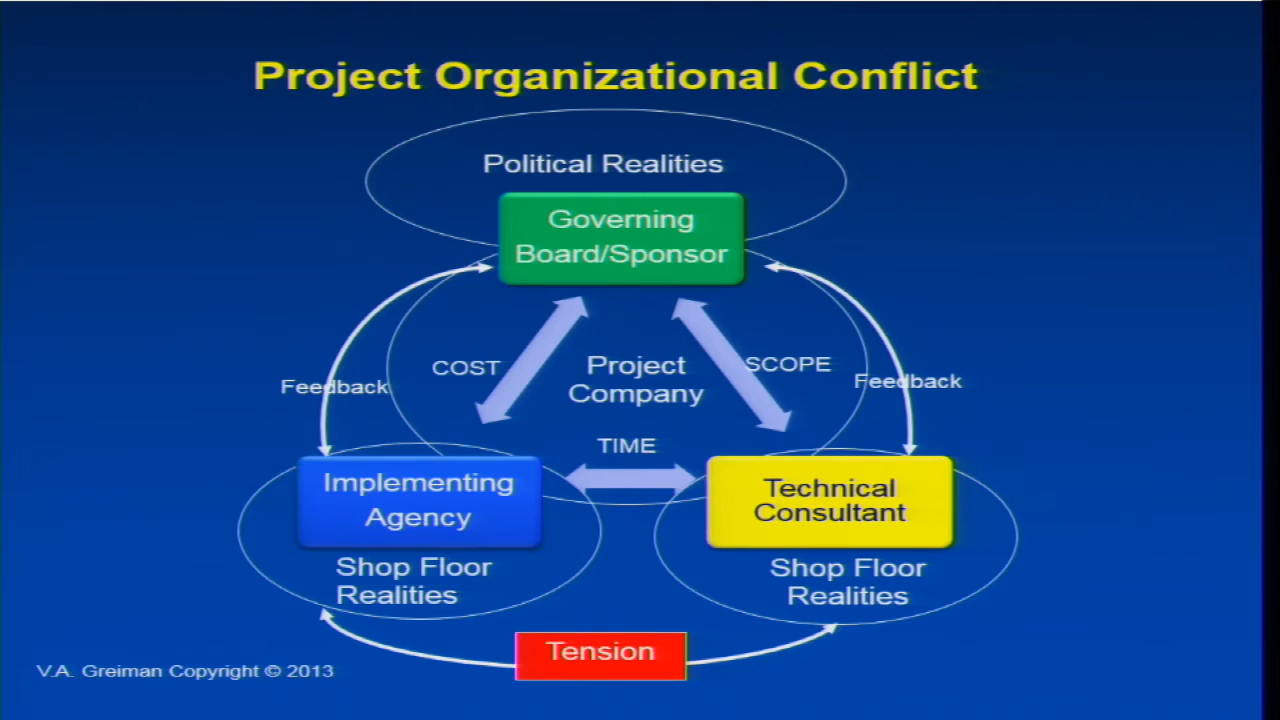 Project Organizational Conflict
Political Realities
Governing
Board/Sponsor
COST
Project
Company
SCOPE
Feedback
Feedback
TIME
Implementing
Agency
Technical
Consultant
Shop Floor
Realities
Shop Floor
Realities
Tension
V.A. Greiman Copyright © 2013